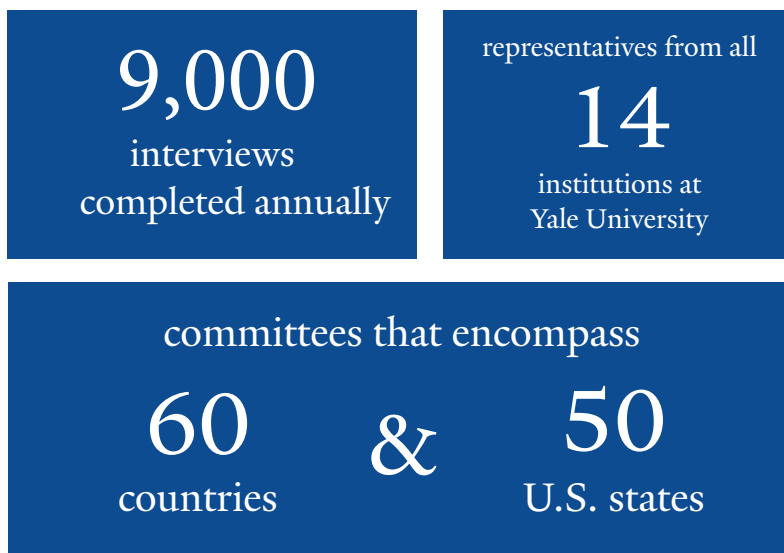 9,000
interviews
completed annually
representatives from all
14
institutions at
Yale University
committees that encompass
60
countries
&
50
U.S. states